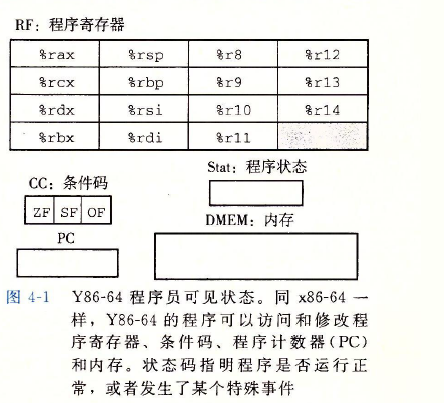 RF: 程序寄存器
%rax %rsp %r8 %r12
%rcx %rbp %r9 %r13
%rdx %rsi %r10 %r14
%rbx %rdi %r11
CC: 条件码
ZF SF OF
Stat: 程序状态
PC
DMEM: 内存
图 4-1 Y86-64 程序员可见状态。同 x86-64 一
样，Y86-64 的程序可以访问和修改程
序寄存器、条件码、程序计数器(PC)
和内存。状态码指明程序是否运行正
常，或者发生了某个特殊事件